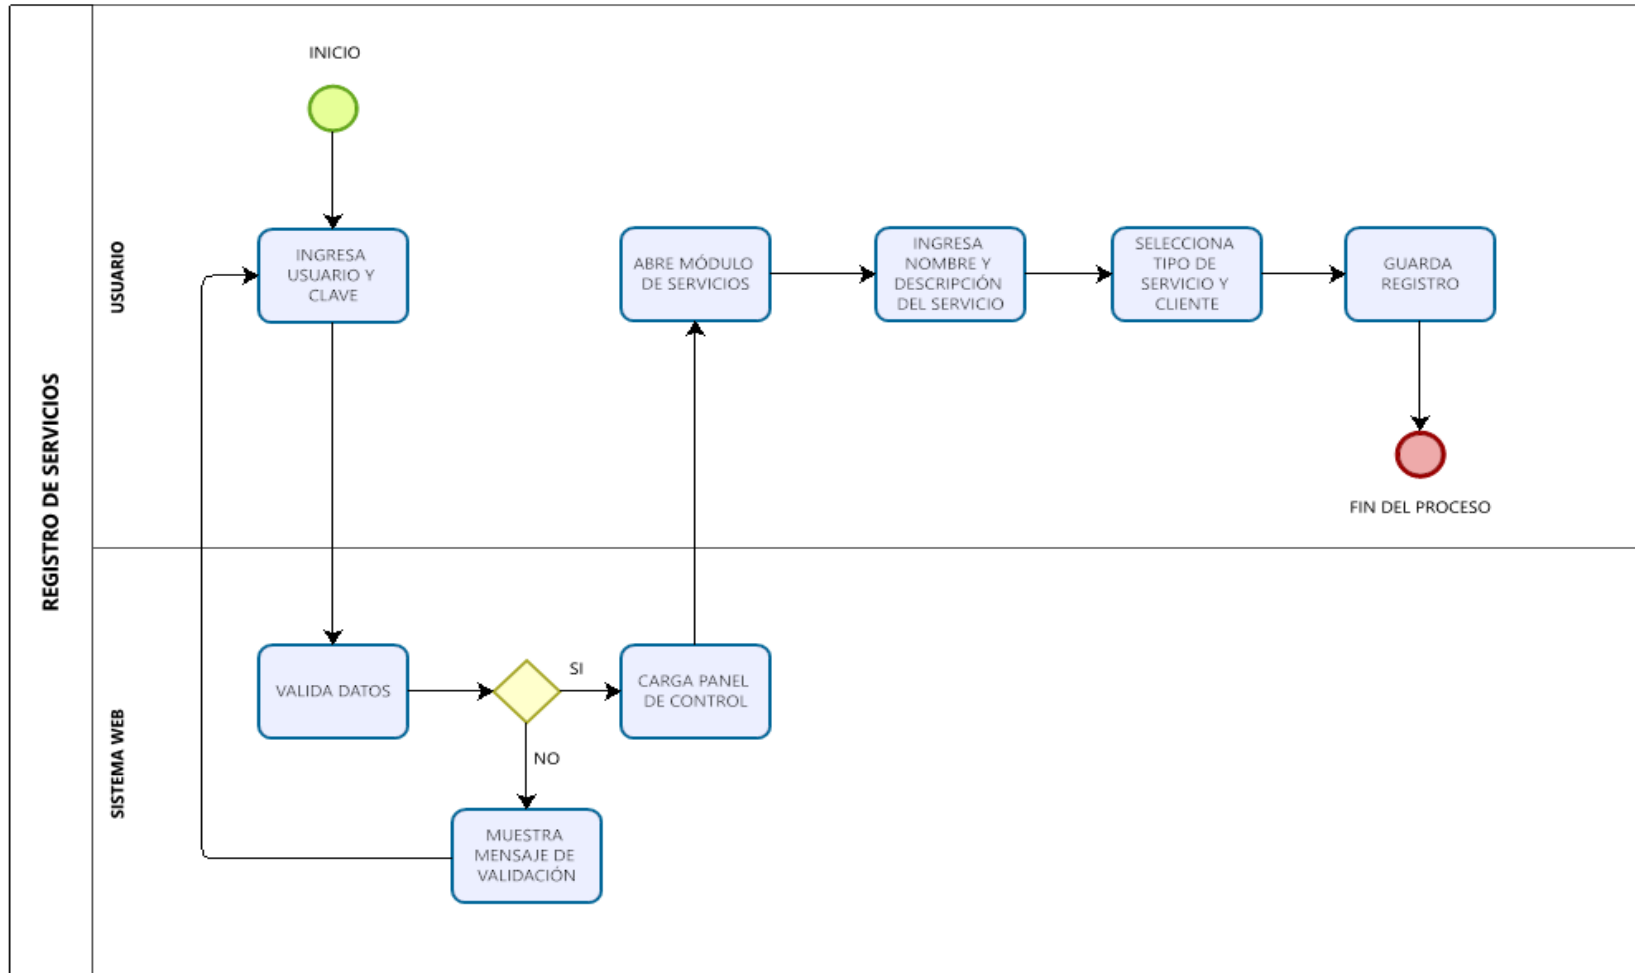 REGISTRO DE SERVICIOS
USUARIO
INICIO
INGRESA
USUARIO Y
CLAVE
ABRE MÓDULO
DE SERVICIOS
INGRESA
NOMBRE Y
DESCRIPCIÓN
DEL SERVICIO
SELECCIONA
TIPO DE
SERVICIO Y
CLIENTE
GUARDA
REGISTRO
FIN DEL PROCESO
SISTEMA WEB
VALIDA DATOS
SI
CARGA PANEL
DE CONTROL
NO
MUESTRA
MENSAJE DE
VALIDACIÓN